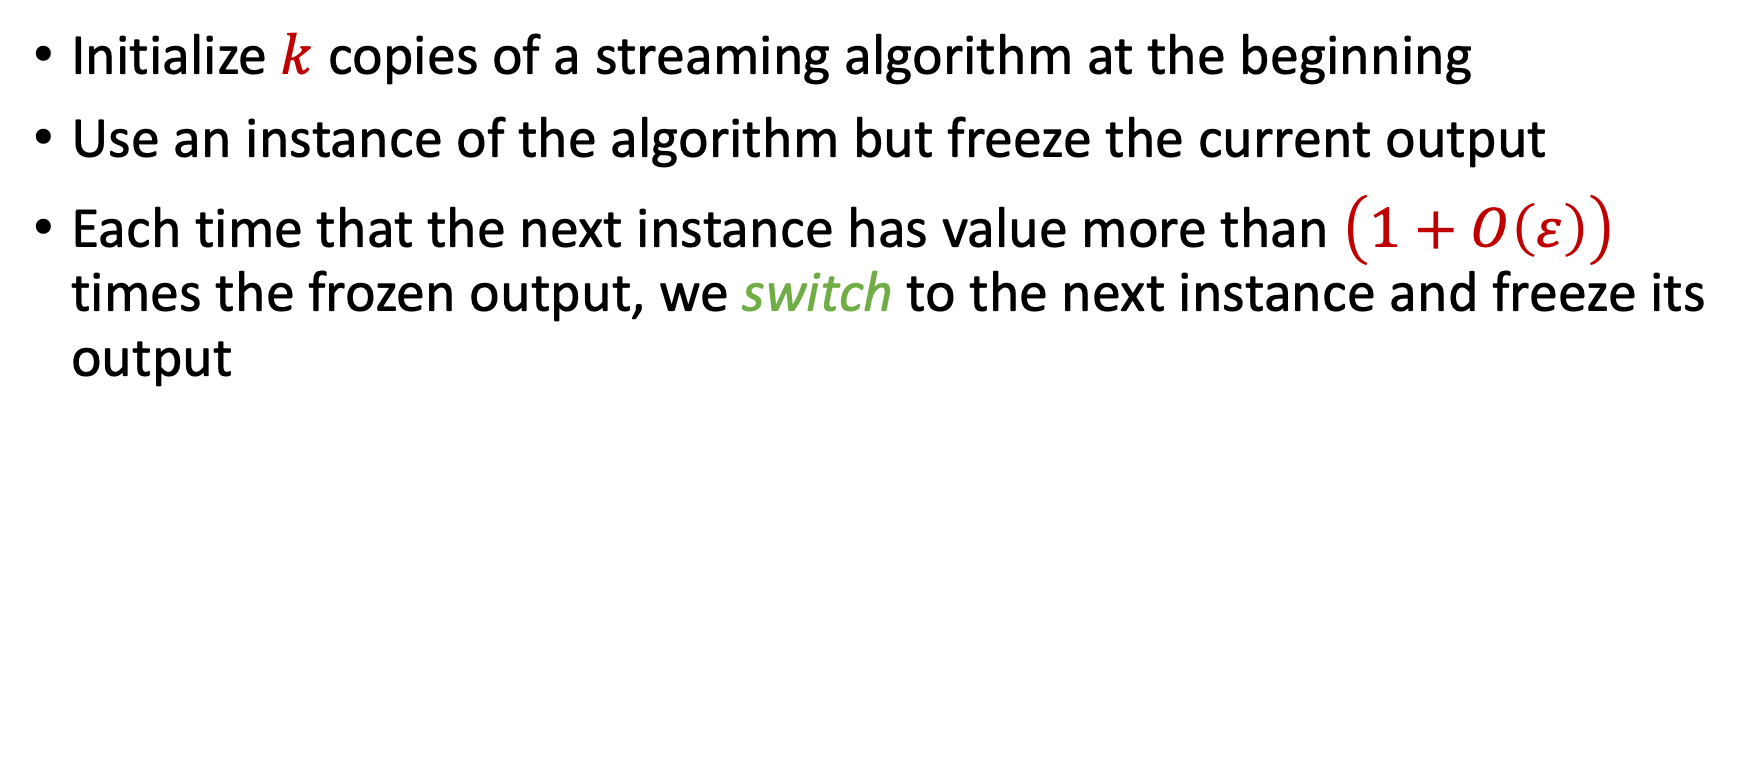 • Initialize k copies of a streaming algorithm at the beginning
• Use an instance of the algorithm but freeze the current output
• Each time that the next instance has value more than (1 + O(ε))
times the frozen output, we switch to the next instance and freeze its
output